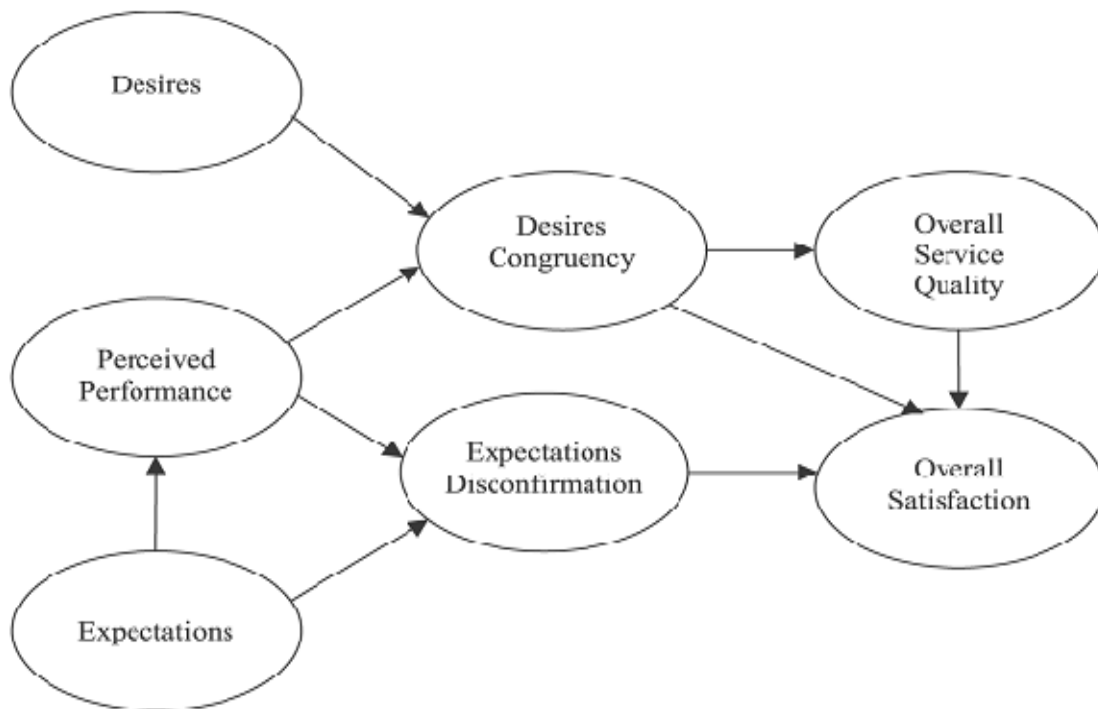 Desires
Desires
Congruency
Overall
Service
Quality
Perceived
Performance
Expectations
Disconfirmation
Overall
Satisfaction
Expectations